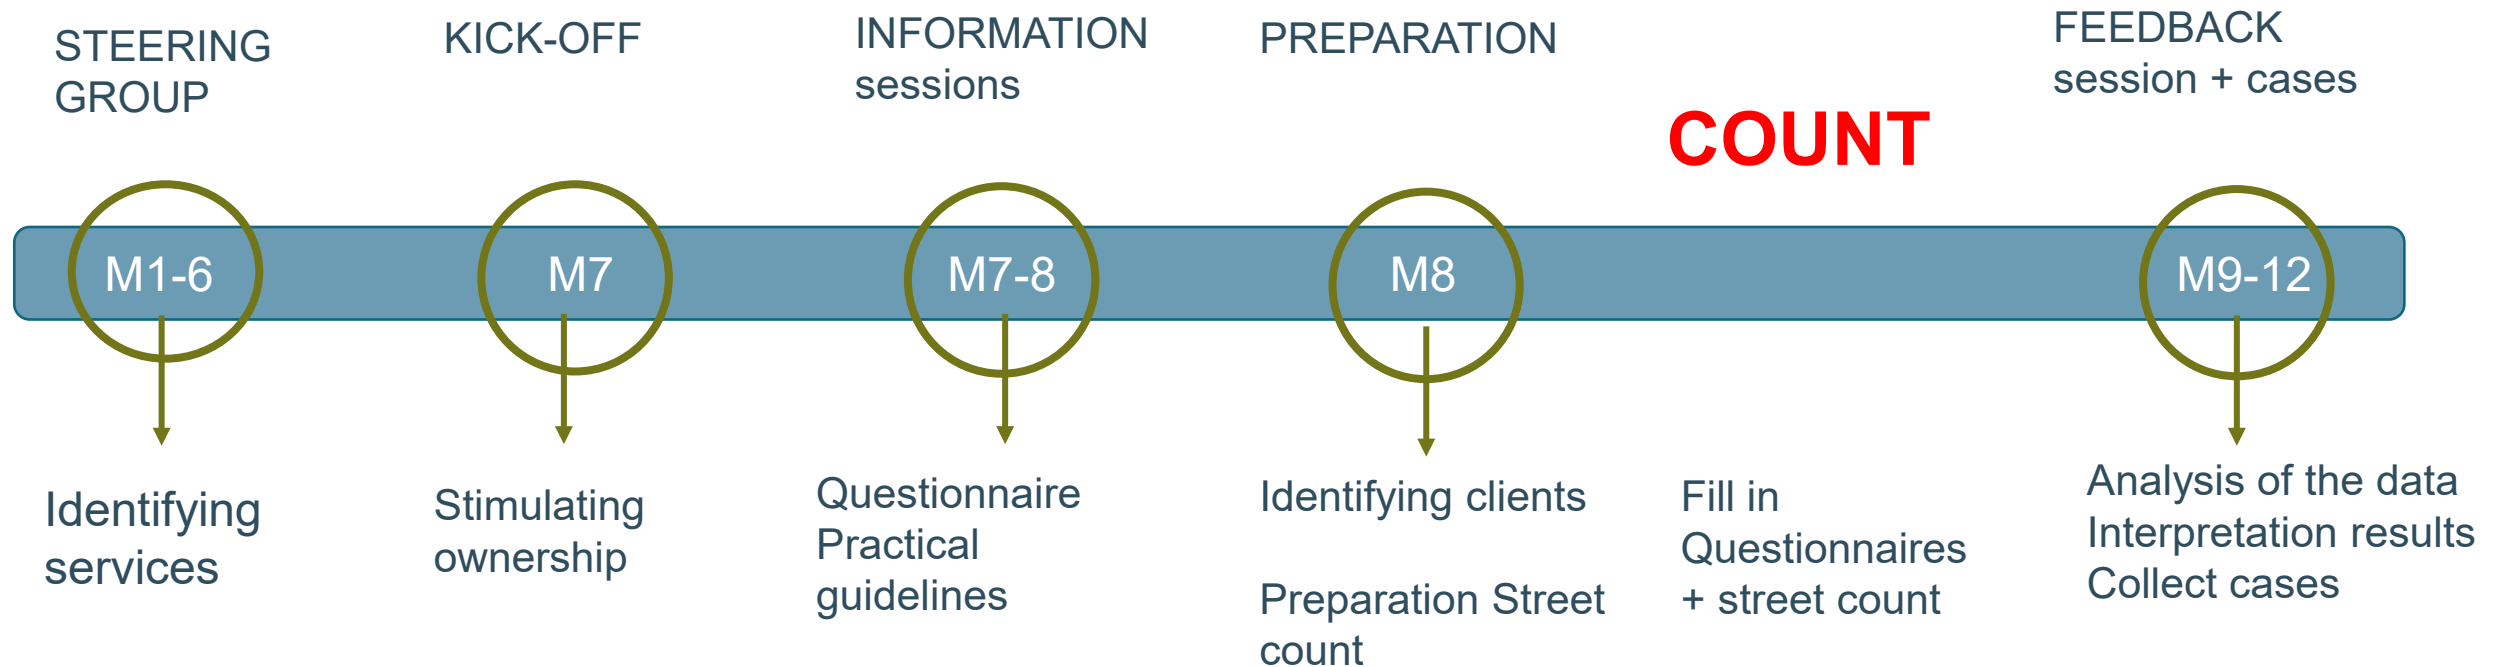 STEERING
GROUP
KICK-OFF
INFORMATION
sessions
PREPARATION
COUNT
FEEDBACK
session + cases
M1-6
M7
M7-8
M8
M9-12
Identifying
services
Stimulating
ownership
Questionnaire
Practical
guidelines
Identifying clients
Preparation Street
count
Fill in
Questionnaires
+ street count
Analysis of the data
Interpretation results
Collect cases